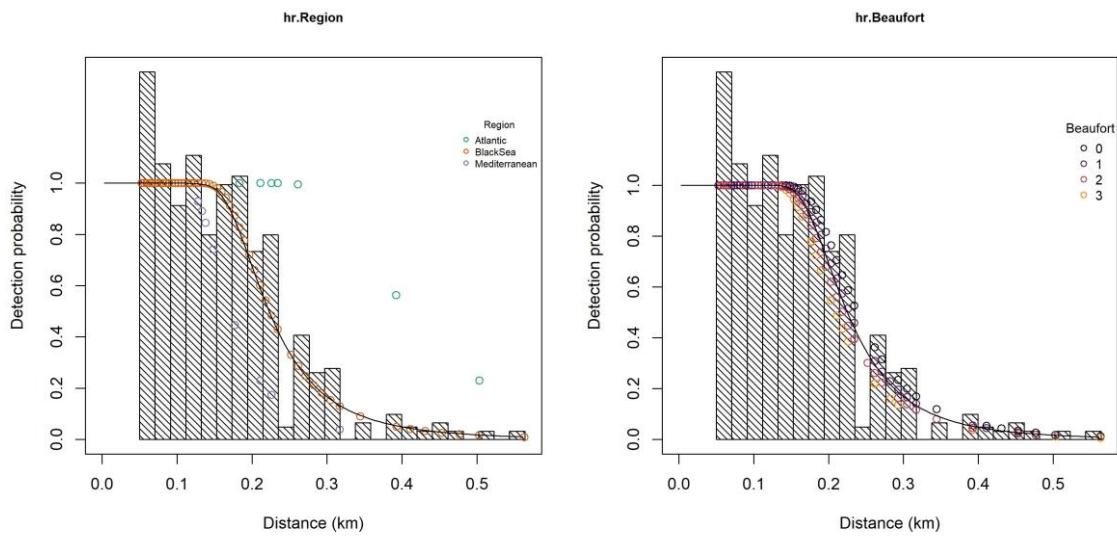 hr.Region
Detection probability
1.0
0.8
0.6
0.4
0.2
0.0
Region
Atlantic
BlackSea
Mediterranean
0.0 0.1 0.2 0.3 0.4 0.5
Distance (km)
hr.Beaufort
Detection probability
1.0
0.8
0.6
0.4
0.2
0.0
Beaufort
0
1
2
3
0.0 0.1 0.2 0.3 0.4 0.5
Distance (km)